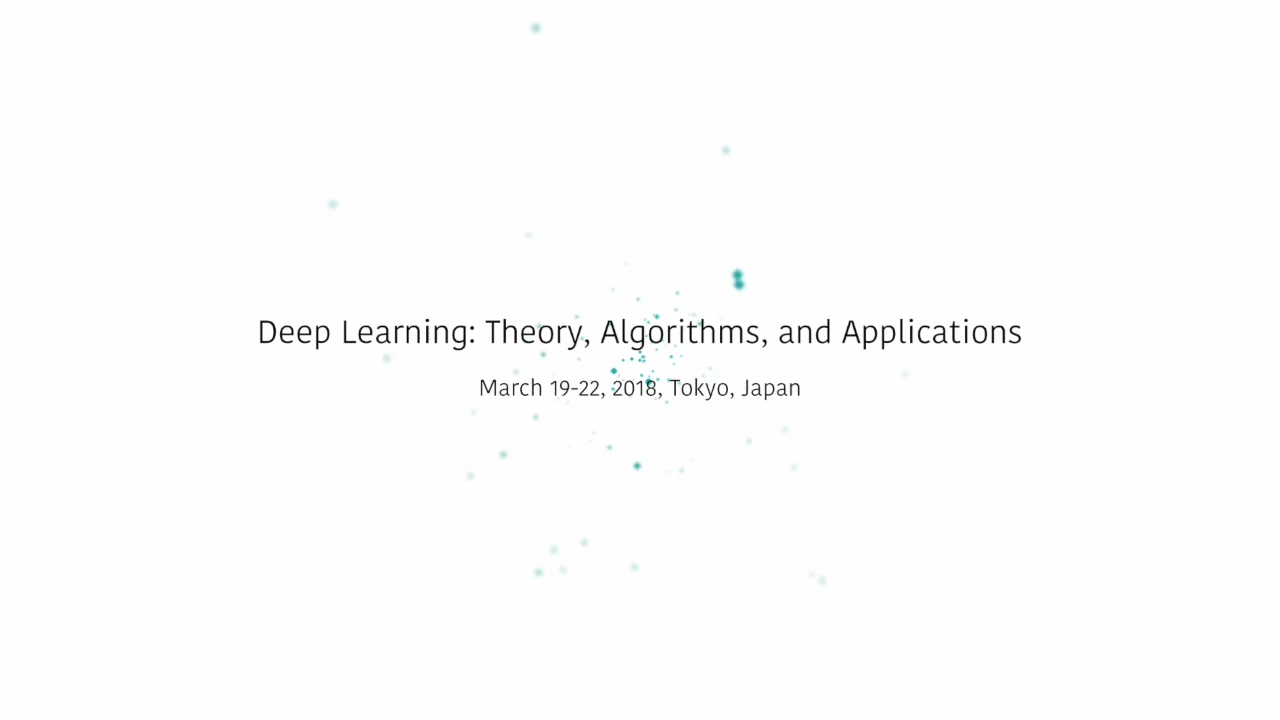 Deep Learning: Theory, Algorithms, and Applications
March 19-22, 2018, Tokyo, Japan